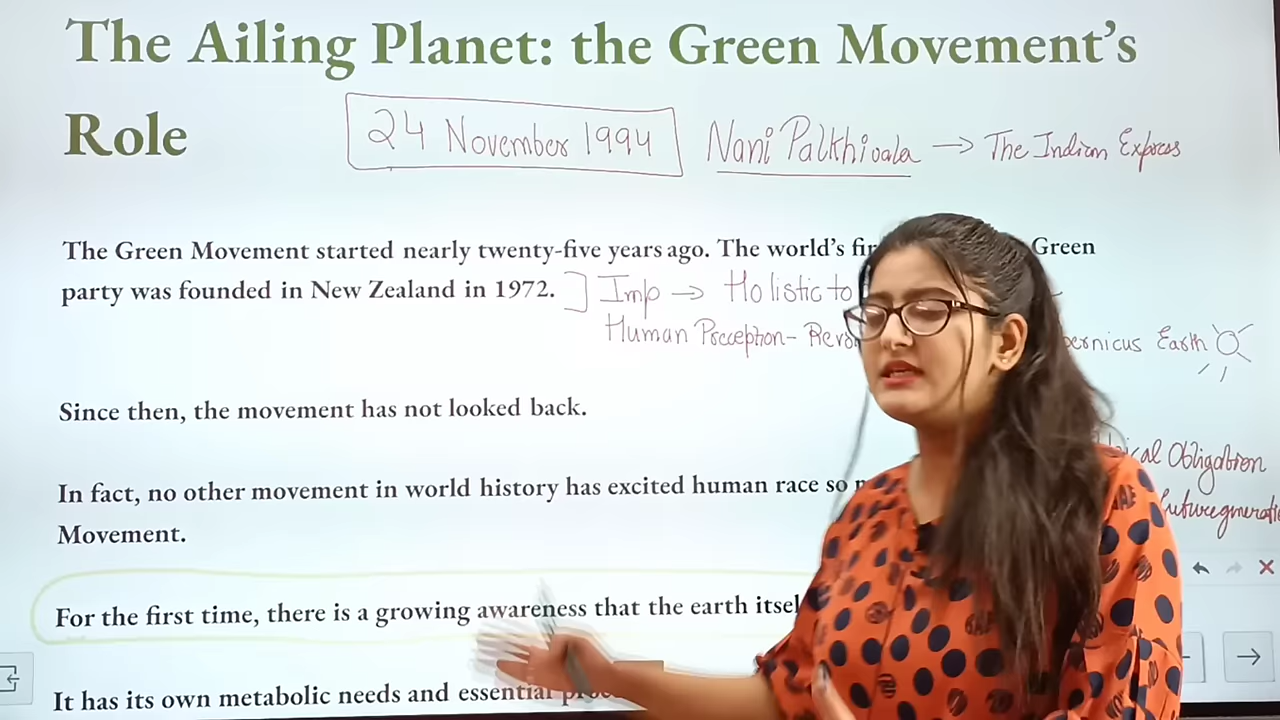 The Ailing Planet: the Green Movement's
Role
24 November 1994 Nani Palkhivala → The Indian Express
The Green Movement started nearly twenty-five years ago. The world's Green
party was founded in New Zealand in 1972. ] Imp → Holistic
Human Perception-
Earth
Since then, the movement has not looked back.
Obligation
In fact, no other movement in world history has excited human race so
Movement.
For the first time, there is a growing awareness that the earth
It has its own metabolic needs and essential